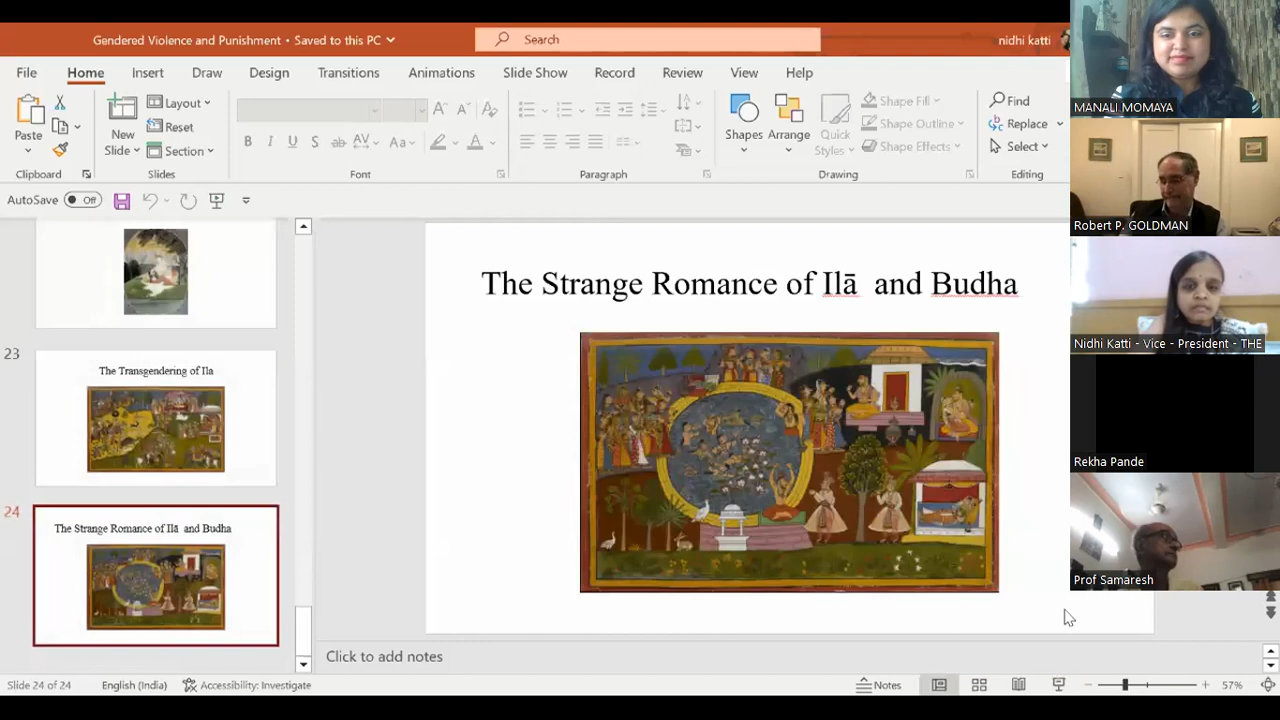 Gendered Violence and Punishment • Saved to this PC
Search
nidhi katti
File Home Insert Draw Design Transitions Animations Slide Show Record Review View Help
Paste
Clipboard
New Slide
Layout
Reset
Section
Slides
B I U S ab AV Aa A
Font
Paragraph
Shapes
Arrange
Quick Styles
Shape Fill
Shape Outline
Shape Effects
Drawing
Find
Replace
Select
Editing
AutoSave Off
23
The Transgendering of Ila
24
The Strange Romance of Ilā and Budha
The Strange Romance of Ilā and Budha
MANALI MOMAYA
Robert P. GOLDMAN
Nidhi Katti - Vice - President - THE
Rekha Pande
Prof Samaresh
Click to add notes
Slide 24 of 24
English (India)
Accessibility: Investigate
Notes
57%